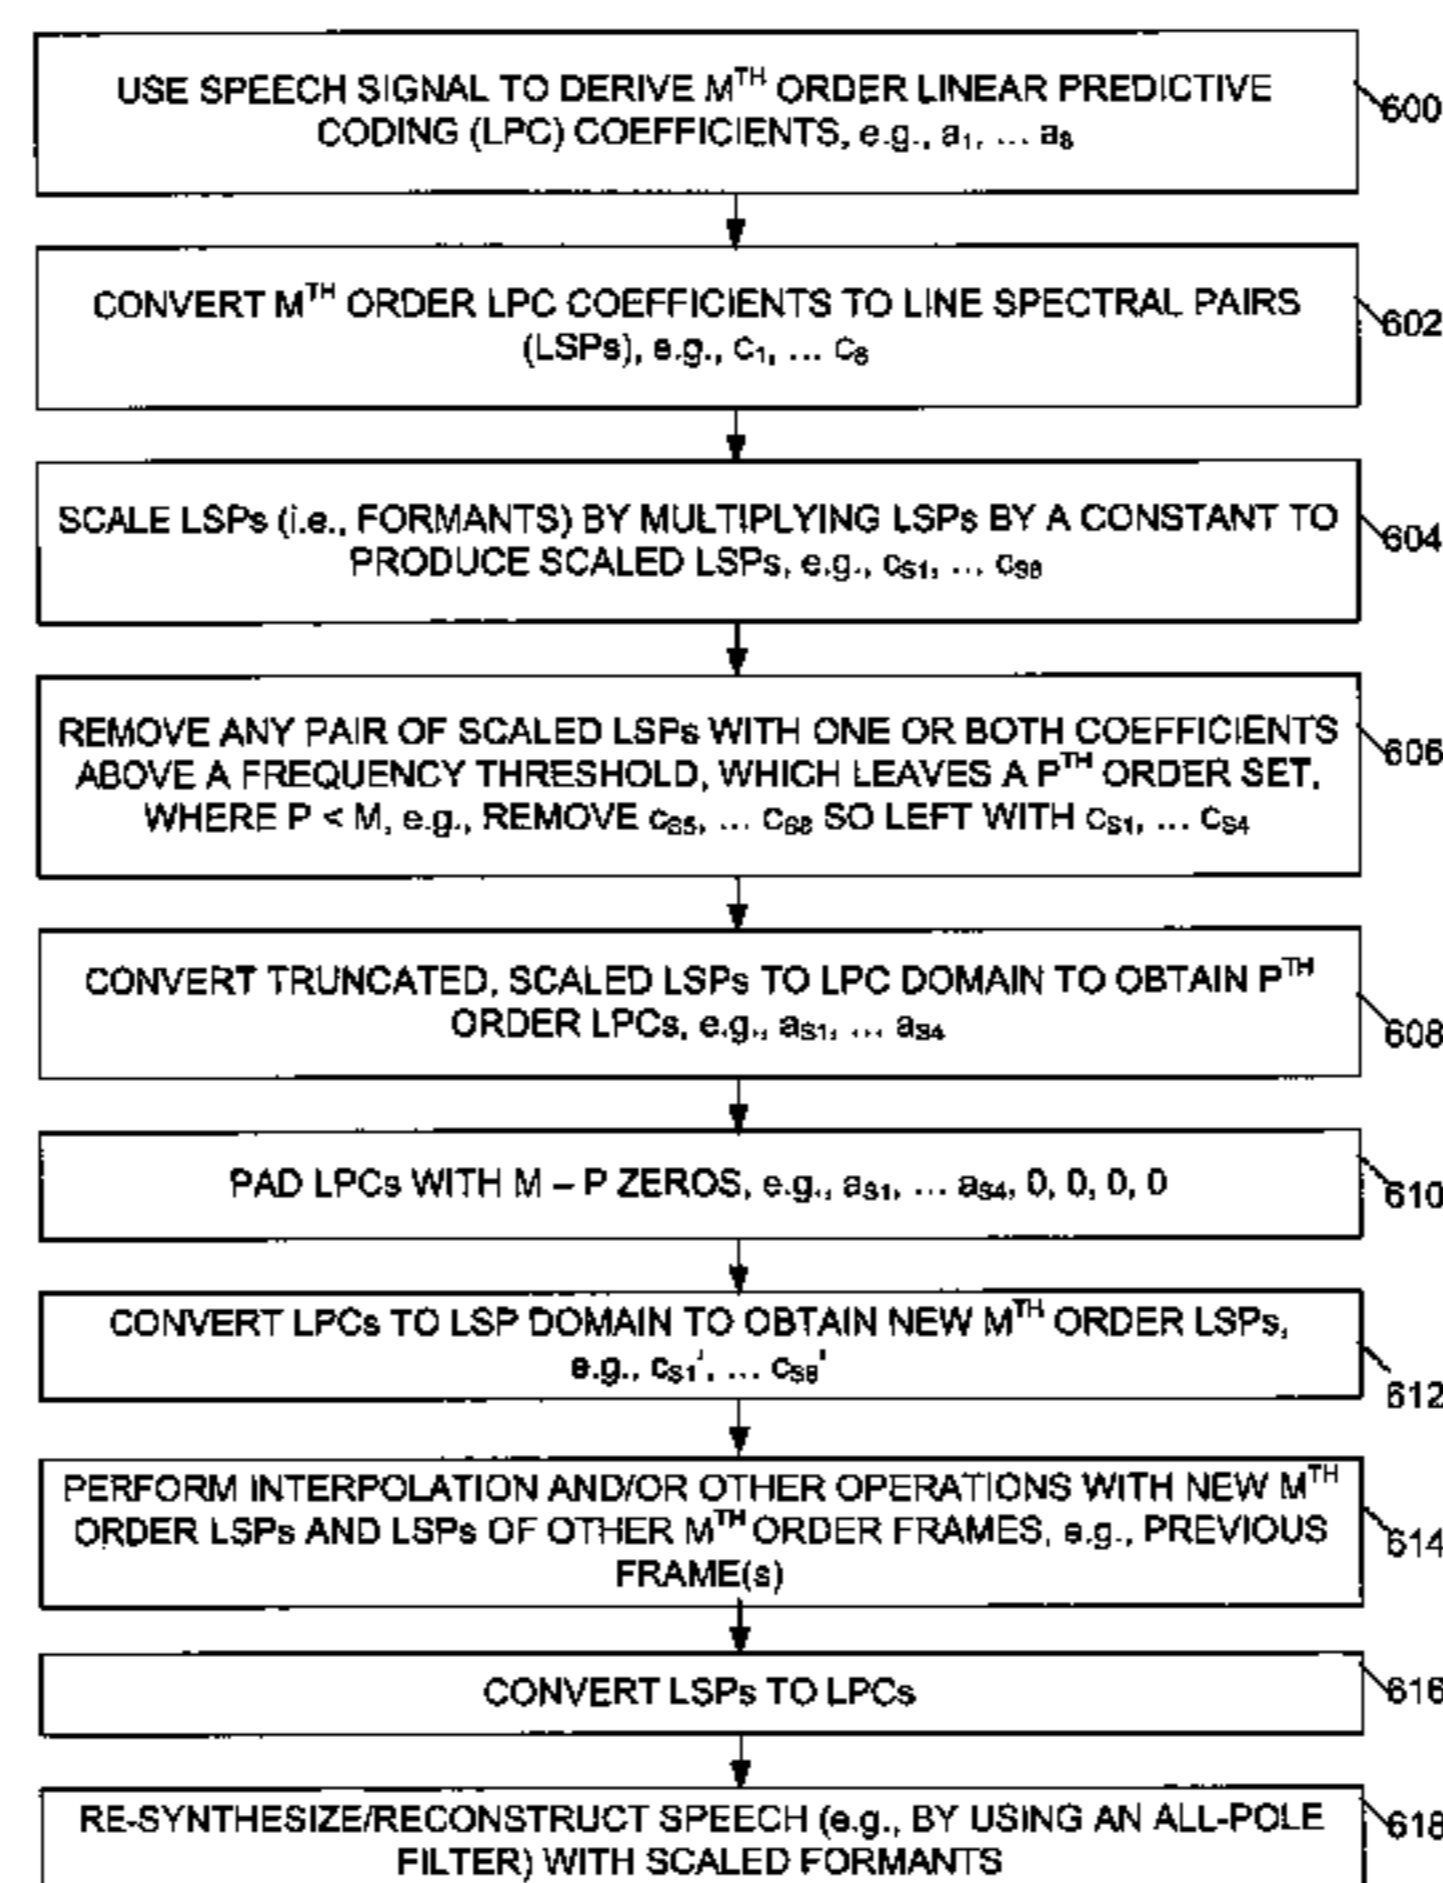 USE SPEECH SIGNAL TO DERIVE Mᵀᴴ ORDER LINEAR PREDICTIVE
CODING (LPC) COEFFICIENTS, e.g., a₁, ... a₈
600
CONVERT Mᵀᴴ ORDER LPC COEFFICIENTS TO LINE SPECTRAL PAIRS
(LSPs), e.g., c₁, ... c₈
602
SCALE LSPs (i.e., FORMANTS) BY MULTIPLYING LSPs BY A CONSTANT TO
PRODUCE SCALED LSPs, e.g., cS1, ... cS8
604
REMOVE ANY PAIR OF SCALED LSPs WITH ONE OR BOTH COEFFICIENTS
ABOVE A FREQUENCY THRESHOLD, WHICH LEAVES A Pᵀᴴ ORDER SET,
WHERE P < M, e.g., REMOVE cS5, ... cS8 SO LEFT WITH cS1, ... cS4
606
CONVERT TRUNCATED, SCALED LSPs TO LPC DOMAIN TO OBTAIN Pᵀᴴ
ORDER LPCs, e.g., aS1, ... aS4
608
PAD LPCs WITH M – P ZEROS, e.g., aS1, ... aS4, 0, 0, 0, 0
610
CONVERT LPCs TO LSP DOMAIN TO OBTAIN NEW Mᵀᴴ ORDER LSPs,
e.g., cS1', ... cS8'
612
PERFORM INTERPOLATION AND/OR OTHER OPERATIONS WITH NEW Mᵀᴴ
ORDER LSPs AND LSPs OF OTHER Mᵀᴴ ORDER FRAMES, e.g., PREVIOUS
FRAME(s)
614
CONVERT LSPs TO LPCs
616
RE-SYNTHESIZE/RECONSTRUCT SPEECH (e.g., BY USING AN ALL-POLE
FILTER) WITH SCALED FORMANTS
618